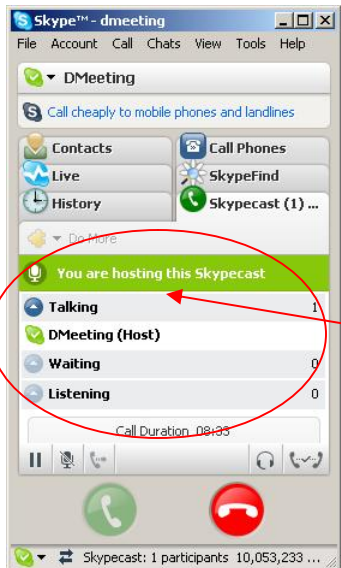 Skype™ - dmeeting
File Account Call Chats View Tools Help
DMeeting
Call cheaply to mobile phones and landlines
Contacts Call Phones
Live SkypeFind
History Skypecast (1) ...
Do More
You are hosting this Skypecast
Talking 1
DMeeting (Host)
Waiting 0
Listening 0
Call Duration 08:33
Skypecast: 1 participants 10,053,233 ...